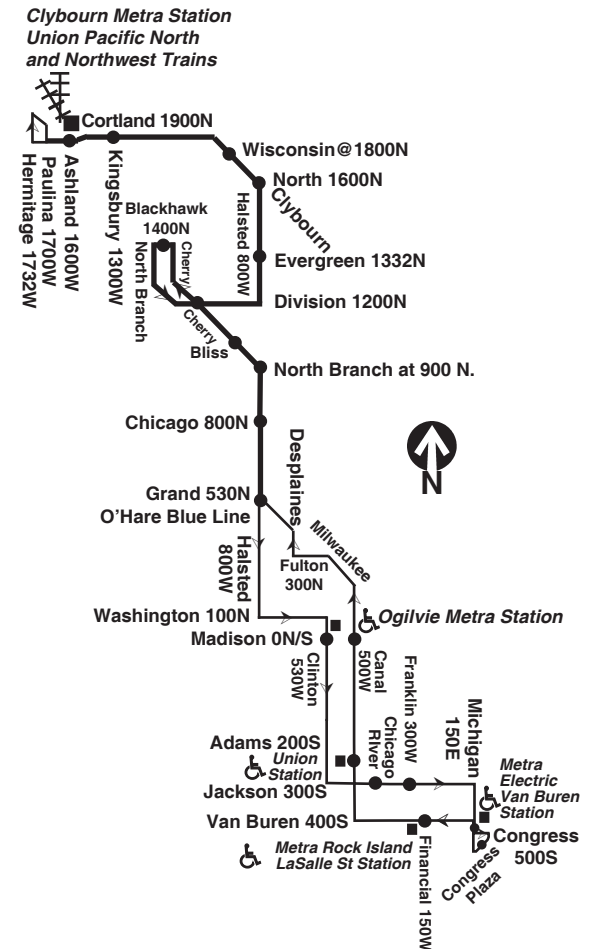 Clybourn Metra Station
Union Pacific North
and Northwest Trains
Cortland 1900N
Wisconsin@1800N
North 1600N
Clybourn
Hermitage 1732W
Paulina 1700W
Ashland 1600W
Kingsbury 1300W
Blackhawk
1400N
Halsted 800W
North Branch
Cherry
Evergreen 1332N
Division 1200N
Cherry
Bliss
North Branch at 900 N.
Chicago 800N
N
Grand 530N
O'Hare Blue Line
Desplaines
Milwaukee
Halsted
800W
Fulton
300N
Washington 100N
Ogilvie Metra Station
Madison 0N/S
Clinton
530W
Canal
500W
Franklin 300W
Chicago
River
Michigan
150E
Adams 200S
Union
Station
Jackson 300S
Metra
Electric
Van Buren
Station
Van Buren 400S
Congress
500S
Metra Rock Island
LaSalle St Station
Financial 150W
Congress
Plaza